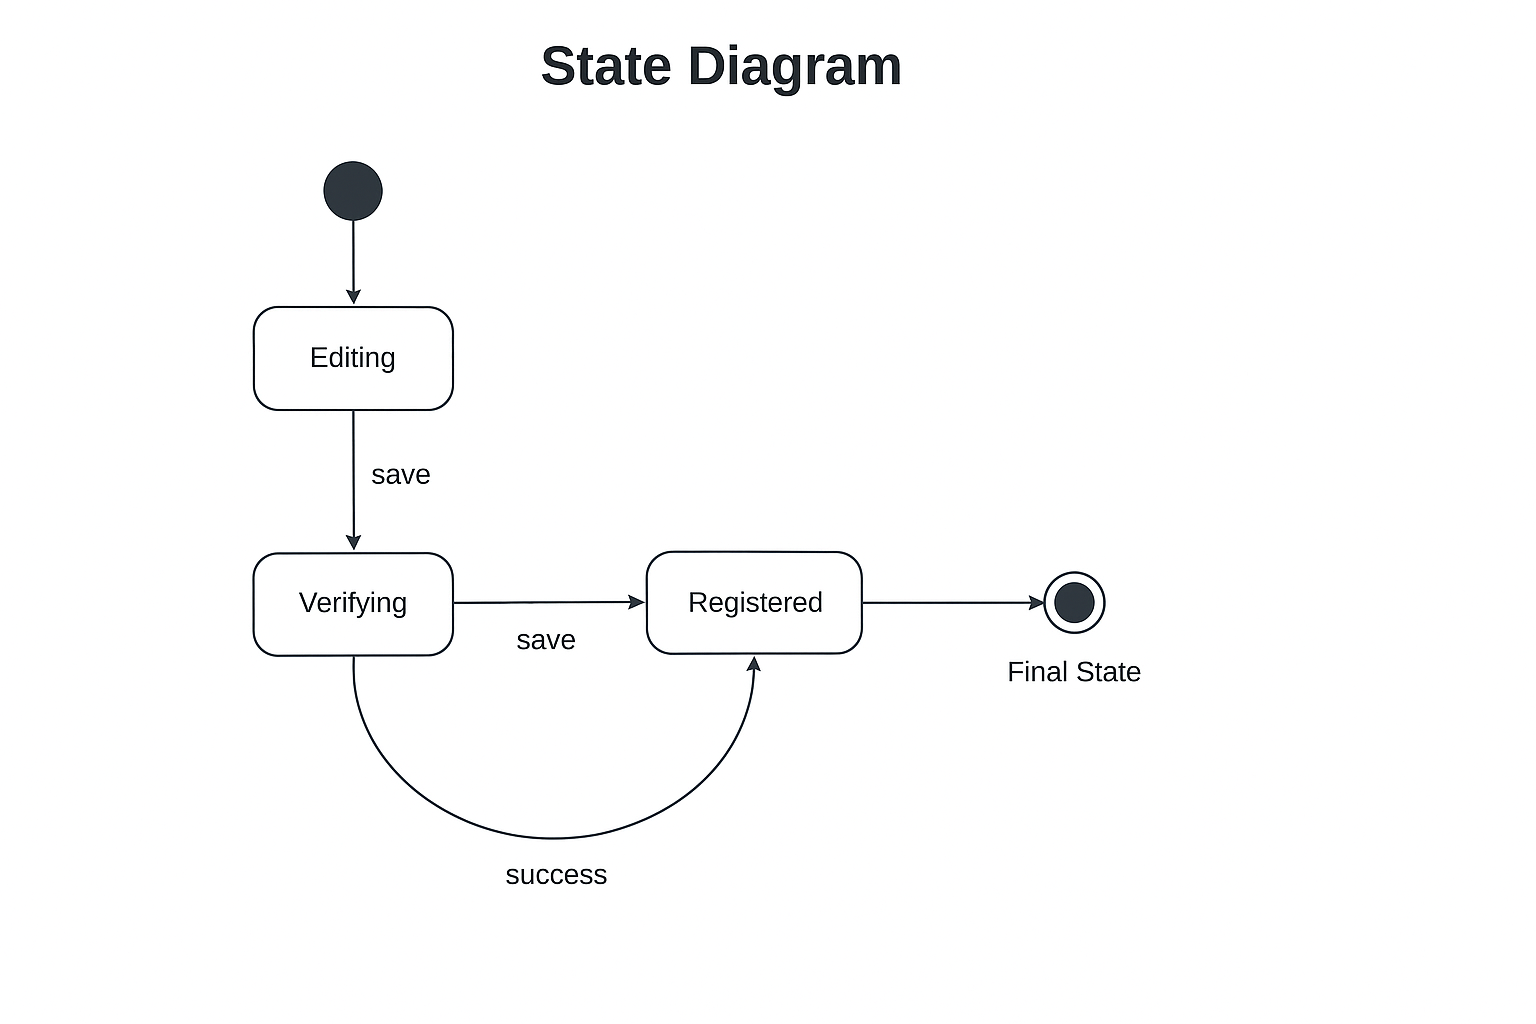 State Diagram
Editing
save
Verifying
save
Registered
Final State
success